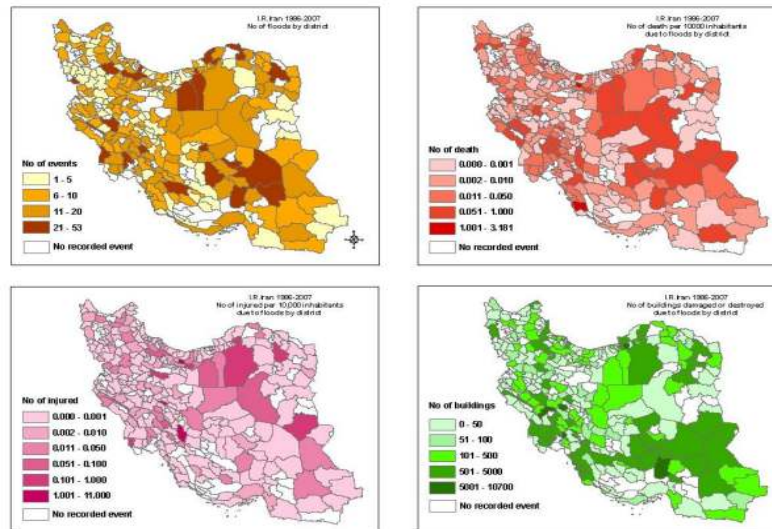 I.R.Iran 1986-2007
No of floods by district
No of events
1 - 5
6 - 10
11 - 20
21 - 53
No recorded event
I.R.Iran 1986-2007
No of death per 10000 inhabitants
due to floods by district
No of death
0.000 - 0.001
0.002 - 0.010
0.011 - 0.050
0.051 - 1.000
1.001 - 3.181
No recorded event
I.R.Iran 1986-2007
No of injured per 10,000 inhabitants
due to floods by district
No of injured
0.000 - 0.001
0.002 - 0.010
0.011 - 0.050
0.051 - 0.100
0.101 - 1.000
1.001 - 11.000
No recorded event
I.R.Iran 1986-2007
No of buildings damaged or destroyed
due to floods by district
No of buildings
0 - 50
51 - 100
101 - 500
501 - 5000
5001 - 10700
No recorded event